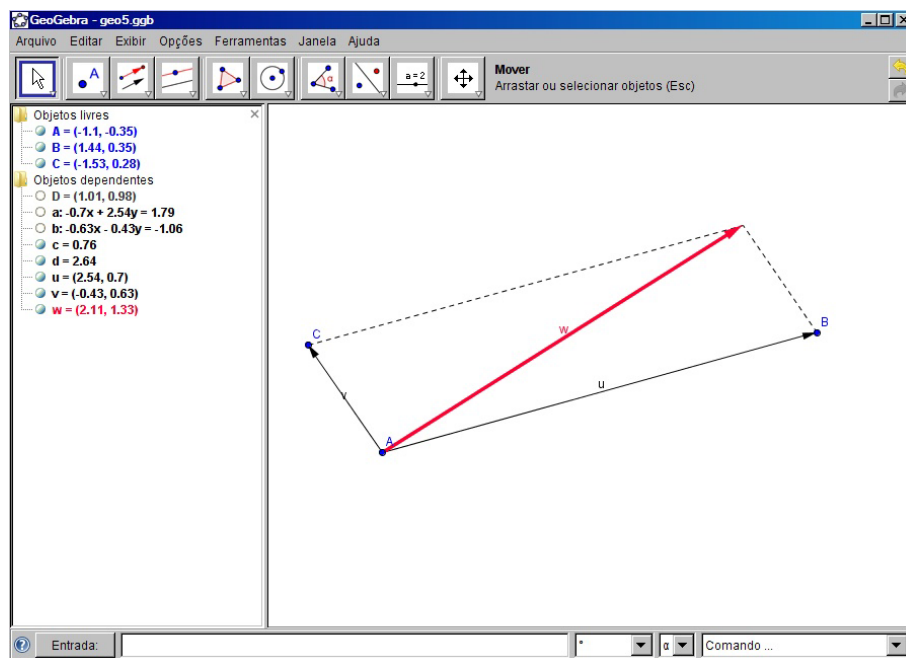 GeoGebra - geo5.ggb
Arquivo Editar Exibir Opções Ferramentas Janela Ajuda
A
α
a = 2
Mover
Arrastar ou selecionar objetos (Esc)
Objetos livres
A = (-1.1, -0.35)
B = (1.44, 0.35)
C = (-1.53, 0.28)
Objetos dependentes
D = (1.01, 0.98)
a: -0.7x + 2.54y = 1.79
b: -0.63x - 0.43y = -1.06
c = 0.76
d = 2.64
u = (2.54, 0.7)
v = (-0.43, 0.63)
w = (2.11, 1.33)
C
B
w
u
v
A
Entrada:
°
α
Comando ...